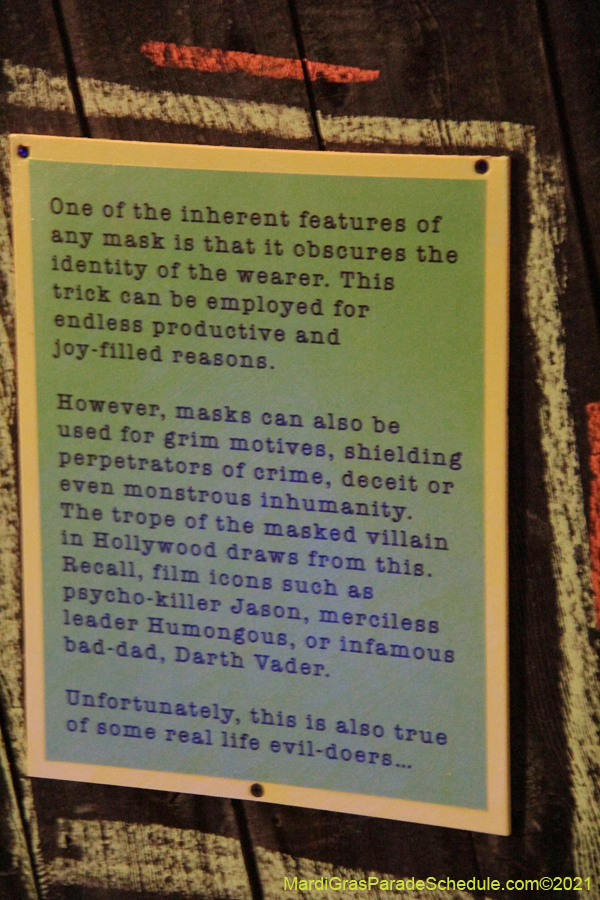 One of the inherent features of
any mask is that it obscures the
identity of the wearer. This
trick can be employed for
endless productive and
joy-filled reasons.
However, masks can also be
used for grim motives, shielding
perpetrators of crime, deceit or
even monstrous inhumanity.
The trope of the masked villain
in Hollywood draws from this.
Recall, film icons such as
psycho-killer Jason, merciless
leader Humongous, or infamous
bad-dad, Darth Vader.
Unfortunately, this is also true
of some real life evil-doers...
MardiGrasParadeSchedule.com©2021